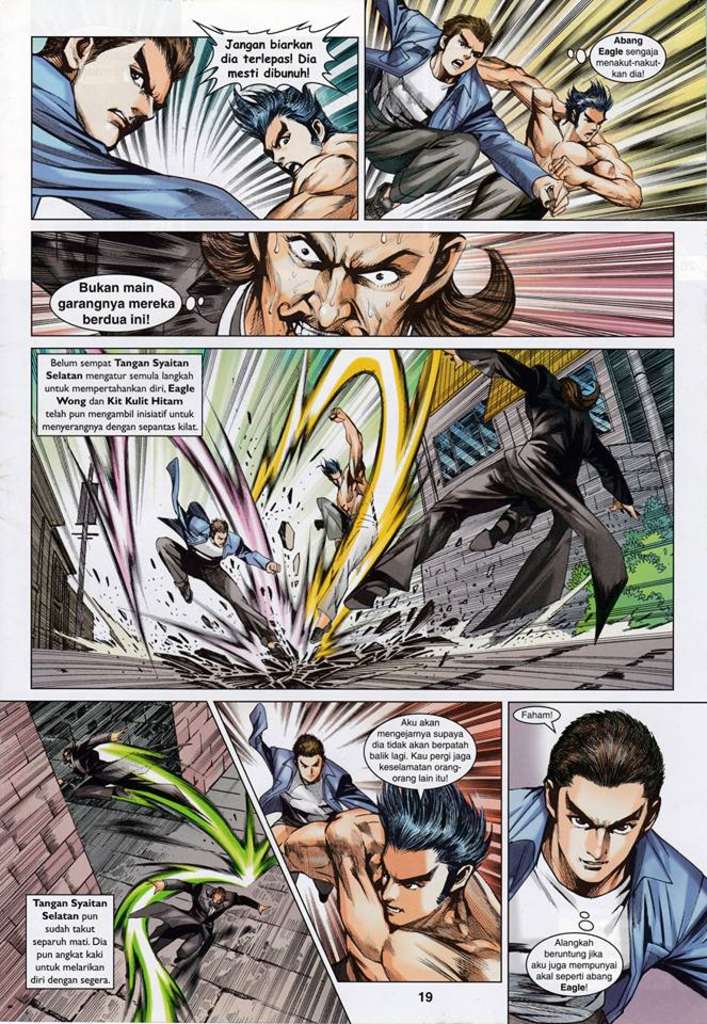 Jangan biarkan
dia terlepas! Dia
mesti dibunuh!
Abang
Eagle sengaja
menakut-nakut-
kan dia!
Bukan main
garangnya mereka
berdua ini!
Belum sempat Tangan Syaitan
Selatan mengatur semula langkah
untuk mempertahankan diri, Eagle
Wong dan Kit Kulit Hitam
telah pun mengambil inisiatif untuk
menyerangnya dengan sepantas kilat.
Tangan Syaitan
Selatan pun
sudah takut
separuh mati. Dia
pun angkat kaki
untuk melarikan
diri dengan segera.
Aku akan
mengejarnya supaya
dia tidak akan berpatah
balik lagi. Kau pergi jaga
keselamatan orang-
orang lain itu!
Faham!
Alangkah
beruntung jika
aku juga mempunyai
akal seperti abang
Eagle!
19